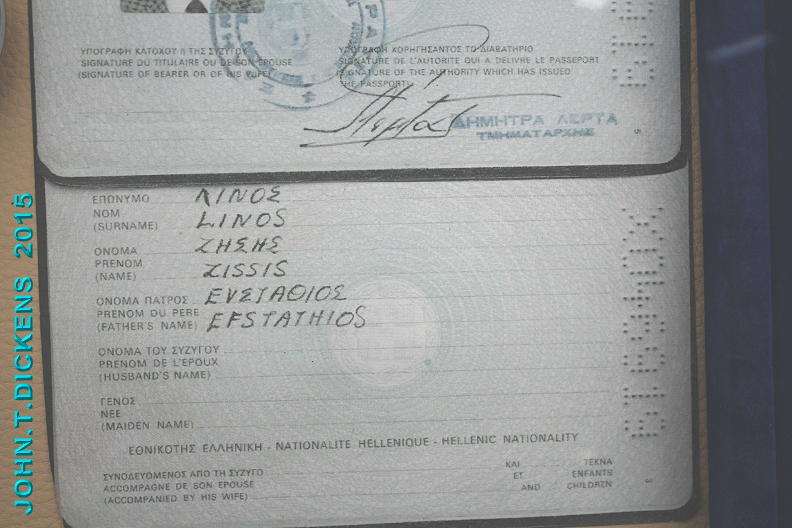 ΥΠΟΓΡΑΦΗ ΚΑΤΟΧΟΥ ή ΤΗΣ ΣΥΖΥΓΟΥ
SIGNATURE DU TITULAIRE OU DE SON EPOUSE
(SIGNATURE OF BEARER OR OF HIS WIFE)
ΥΠΟΓΡΑΦΗ ΧΟΡΗΓΗΣΑΝΤΟΣ ΤΟ ΔΙΑΒΑΤΗΡΙΟ
SIGNATURE DE L'AUTORITE QUI A DELIVRE LE PASSEPORT
(SIGNATURE OF THE AUTHORITY WHICH HAS ISSUED
THE PASSPORT)
ΔΗΜΗΤΡΑ ΛΕΡΤΑ
ΤΜΗΜΑΤΑΡΧΗΣ
ΕΠΩΝΥΜΟ ΛΙΝΟΣ
NOM LINOS
(SURNAME)
ΟΝΟΜΑ ΖΗΣΗΣ
PRENOM ZISSIS
(NAME)
ΟΝΟΜΑ ΠΑΤΡΟΣ ΕΥΣΤΑΘΙΟΣ
PRENOM DU PERE EFSTATHIOS
(FATHER'S NAME)
ΟΝΟΜΑ ΤΟΥ ΣΥΖΥΓΟΥ
PRENOM DE L'EPOUX
(HUSBAND'S NAME)
ΓΕΝΟΣ
NEE
(MAIDEN NAME)
ΕΘΝΙΚΟΤΗΣ ΕΛΛΗΝΙΚΗ - NATIONALITE HELLENIQUE - HELLENIC NATIONALITY
ΣΥΝΟΔΕΥΟΜΕΝΟΣ ΑΠΟ ΤΗ ΣΥΖΥΓΟ ΚΑΙ ΤΕΚΝΑ
ACCOMPAGNE DE SON EPOUSE ET ENFANTS
(ACCOMPANIED BY HIS WIFE) AND CHILDREN
JOHN.T.DICKENS 2015